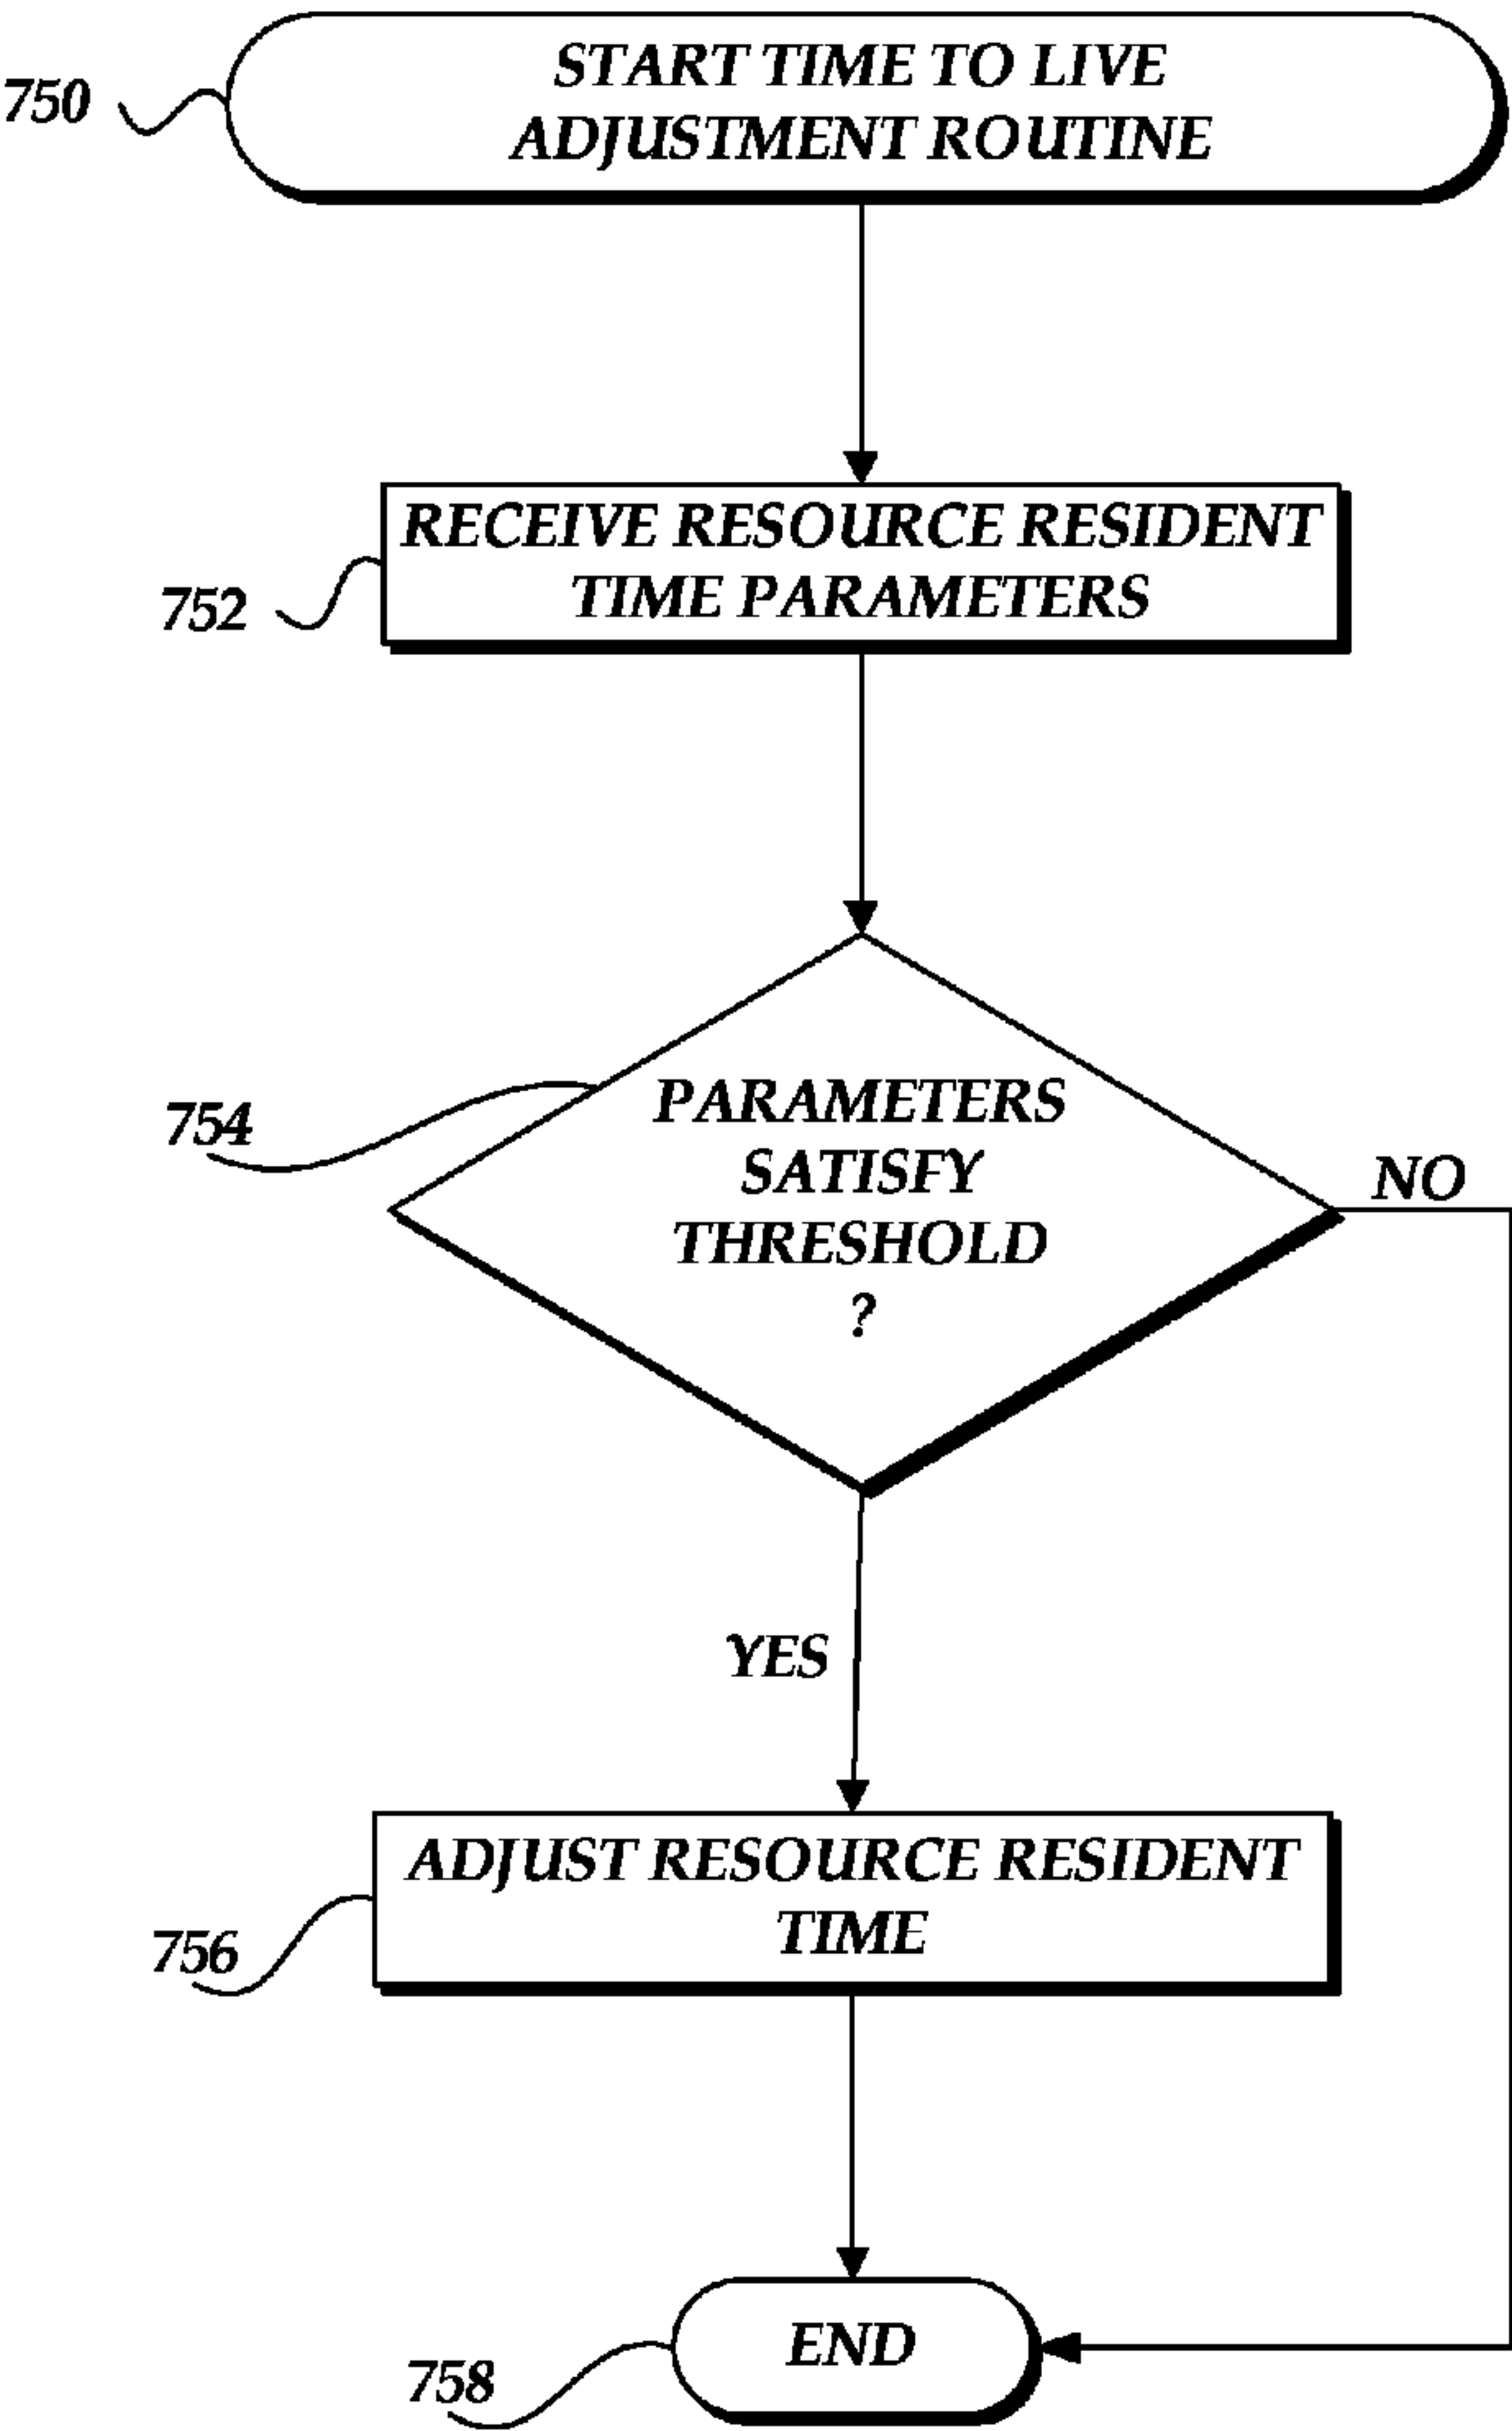 START TIME TO LIVE
ADJUSTMENT ROUTINE
750
RECEIVE RESOURCE RESIDENT
TIME PARAMETERS
752
PARAMETERS
SATISFY
THRESHOLD
?
754
NO
YES
ADJUST RESOURCE RESIDENT
TIME
756
END
758